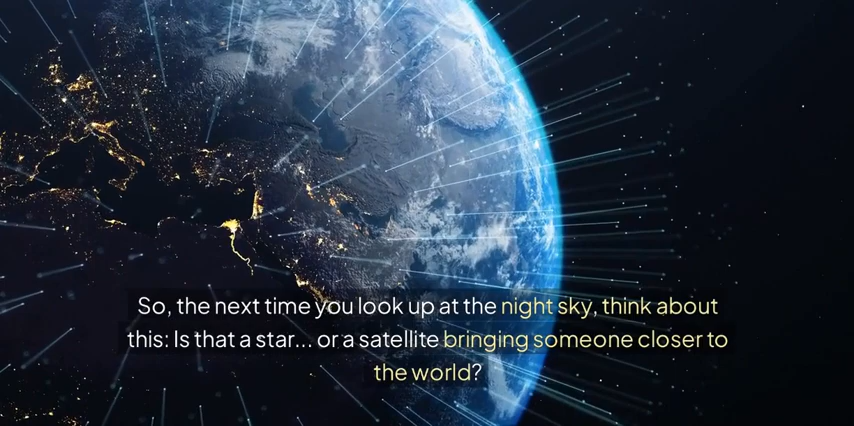 So, the next time you look up at the night sky, think about
this: Is that a star... or a satellite bringing someone closer to
the world?